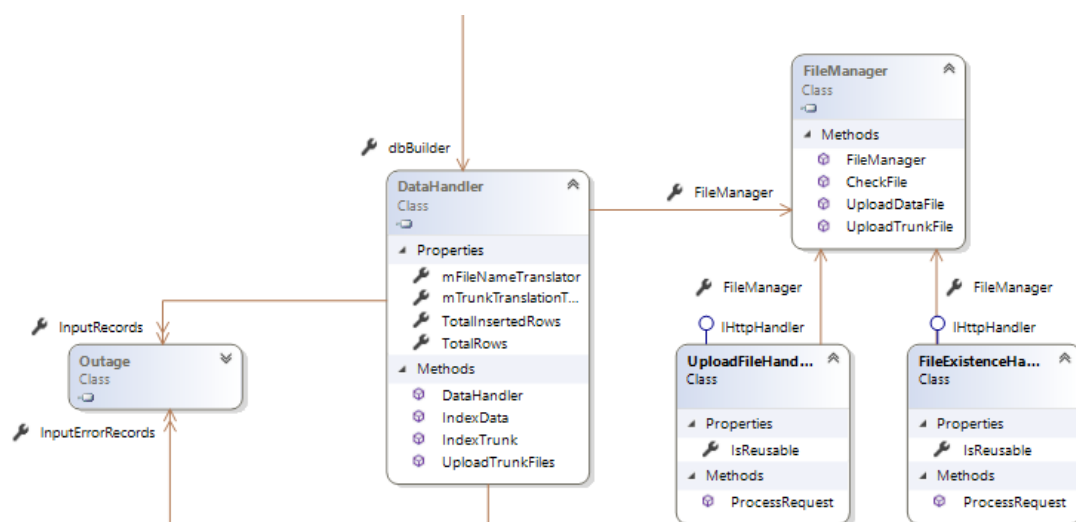 dbBuilder
DataHandler
Class
Properties
mFileNameTranslator
mTrunkTranslationT...
TotalInsertedRows
TotalRows
Methods
DataHandler
IndexData
IndexTrunk
UploadTrunkFiles
InputRecords
Outage
Class
InputErrorRecords
FileManager
FileManager
Class
Methods
FileManager
CheckFile
UploadDataFile
UploadTrunkFile
FileManager
IHttpHandler
UploadFileHand...
Class
Properties
IsReusable
Methods
ProcessRequest
FileManager
IHttpHandler
FileExistenceHa...
Class
Properties
IsReusable
Methods
ProcessRequest